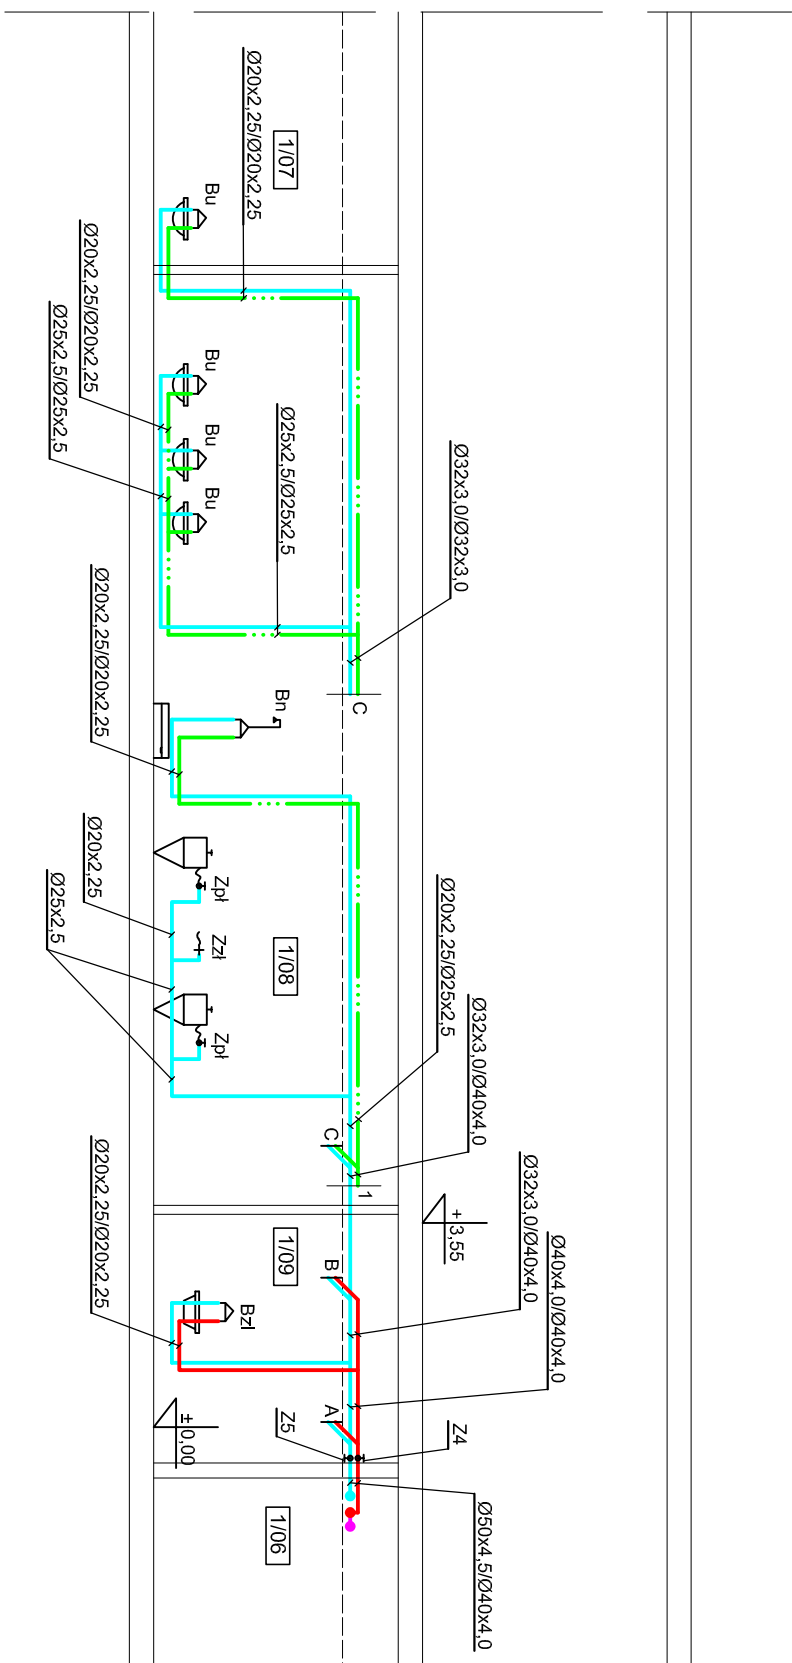 1/07
Ø20x2,25/Ø20x2,25
Bu
Ø20x2,25/Ø20x2,25
Ø25x2,5/Ø25x2,5
Bu
Bu
Bu
Ø25x2,5/Ø25x2,5
Ø32x3,0/Ø32x3,0
C
Bn
Ø20x2,25/Ø20x2,25
Ø20x2,25
Ø25x2,5
Zpł
Zzł
Zpł
1/08
Ø20x2,25/Ø25x2,5
Ø32x3,0/Ø40x4,0
C
1
+3,55
Ø32x3,0/Ø40x4,0
Ø40x4,0/Ø40x4,0
1/09
B
Bzl
Ø20x2,25/Ø20x2,25
A
Z5
Z4
±0,00
1/06
Ø50x4,5/Ø40x4,0